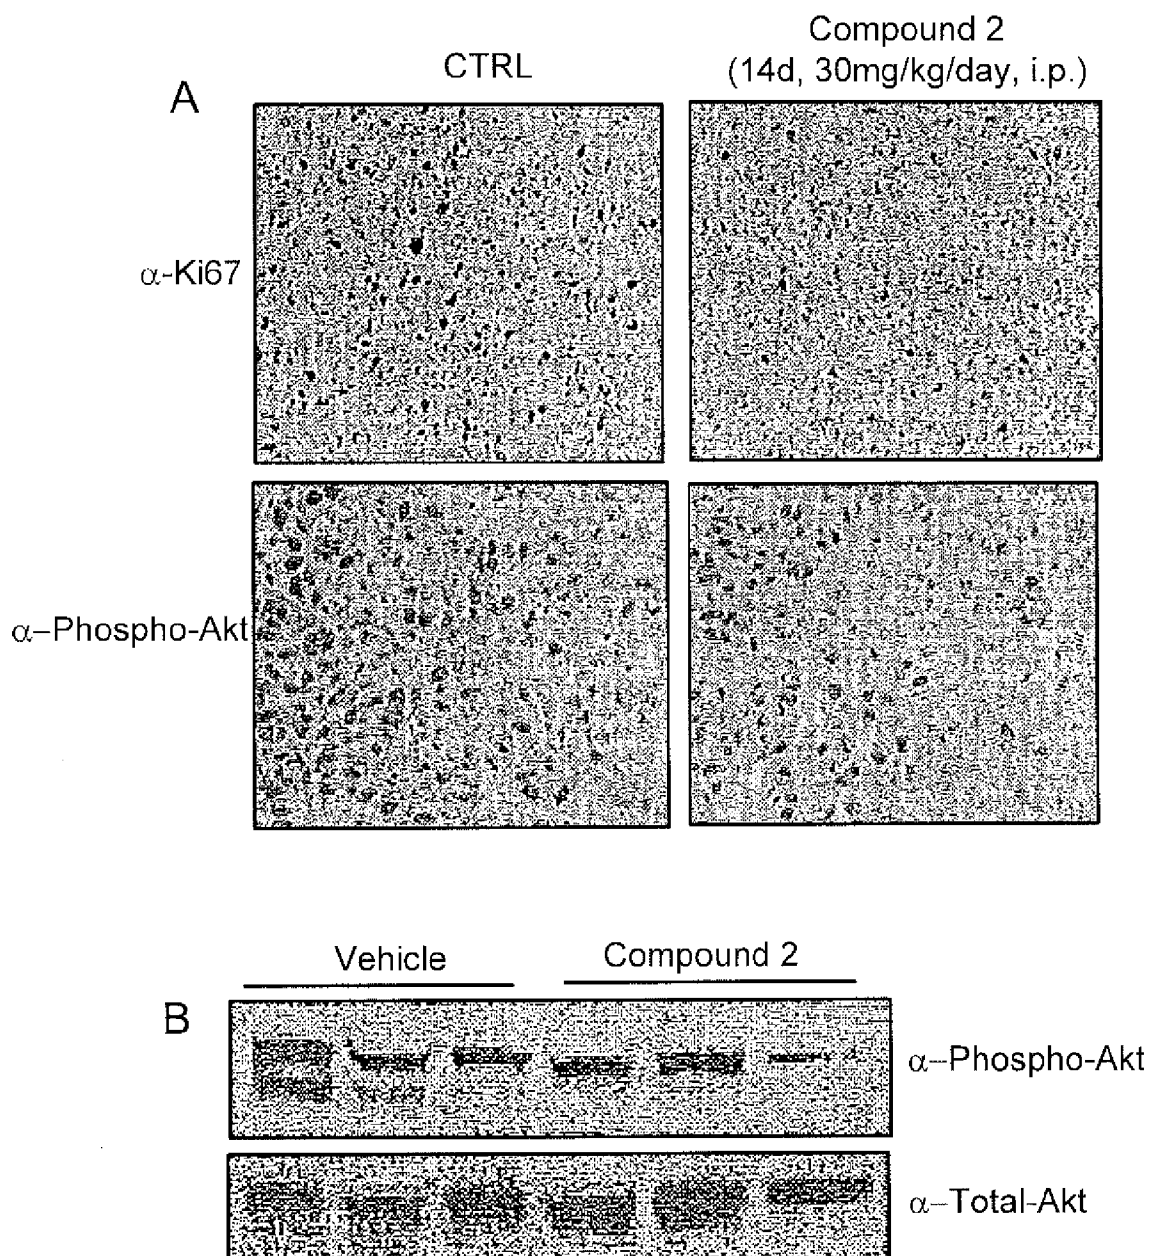 Compound 2
CTRL
(14d, 30mg/kg/day, i.p.)
A
α-Ki67
α–Phospho-Akt
Vehicle
Compound 2
B
α–Phospho-Akt
α–Total-Akt